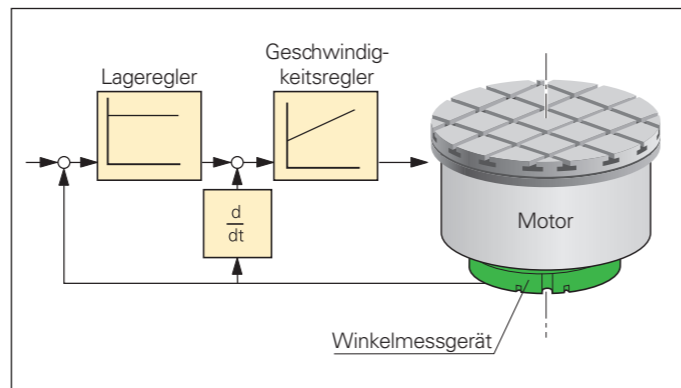 Geschwindig-
keitsregler
Lageregler
d
dt
Motor
Winkelmessgerät